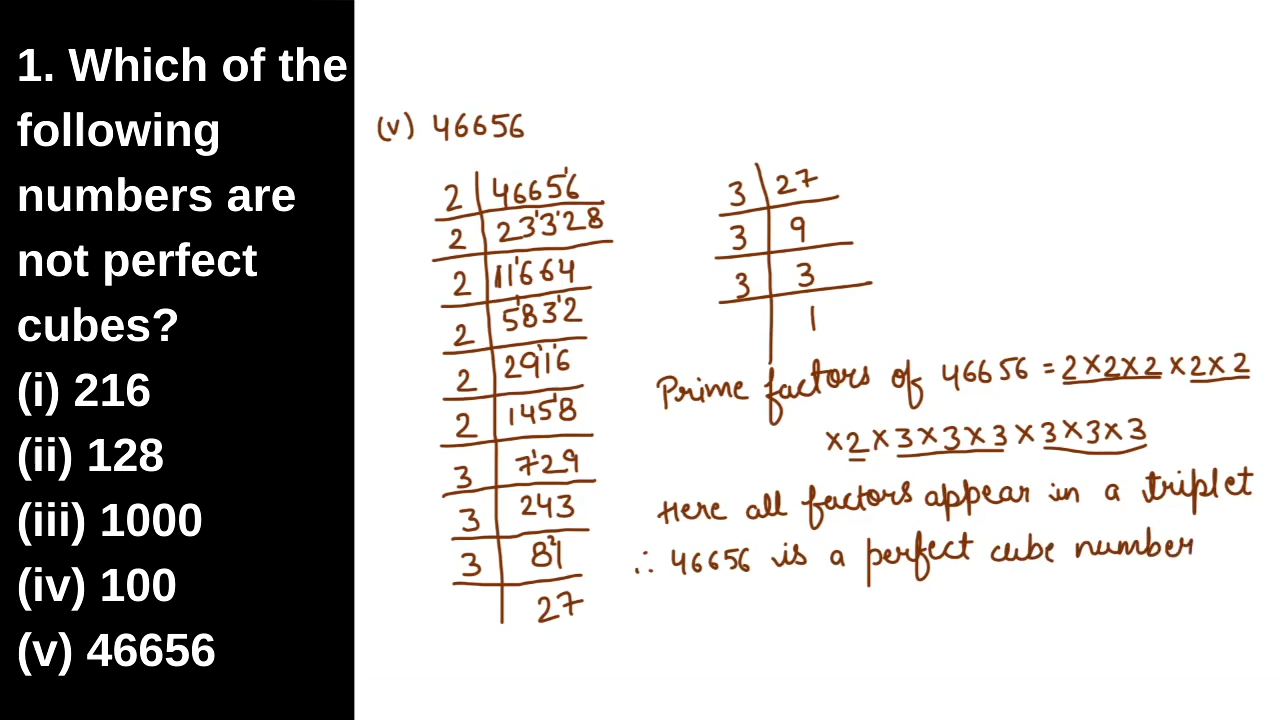 1. Which of the
following
numbers are
not perfect
cubes?
(i) 216
(ii) 128
(iii) 1000
(iv) 100
(v) 46656
(v) 46656
2 46656
2 23328
2 11664
2 5832
2 2916
2 1458
3 729
3 243
3 81
27
3 27
3 9
3 3
1
Prime factors of 46656 = 2×2×2×2×2
×2×3×3×3×3×3×3
Here all factors appear in a triplet
∴ 46656 is a perfect cube number